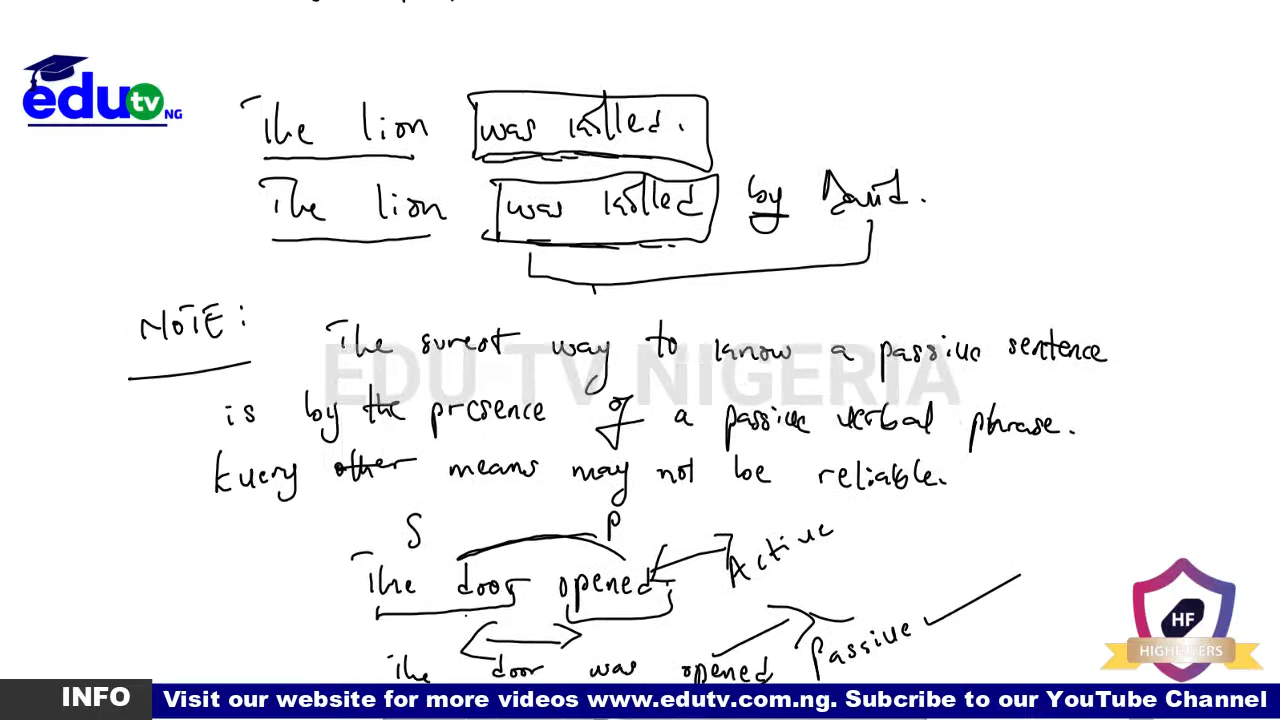 edutv NG
The lion was killed.
The lion was killed by David.
NOTE: The surest way to know a passive sentence
is by the presence of a passive verbal phrase.
Every other means may not be reliable.
EDU TV NIGERIA
S P
The door opened. Active
The door was opened Passive
HF
HIGHFLYERS
INFO Visit our website for more videos www.edutv.com.ng. Subcribe to our YouTube Channel